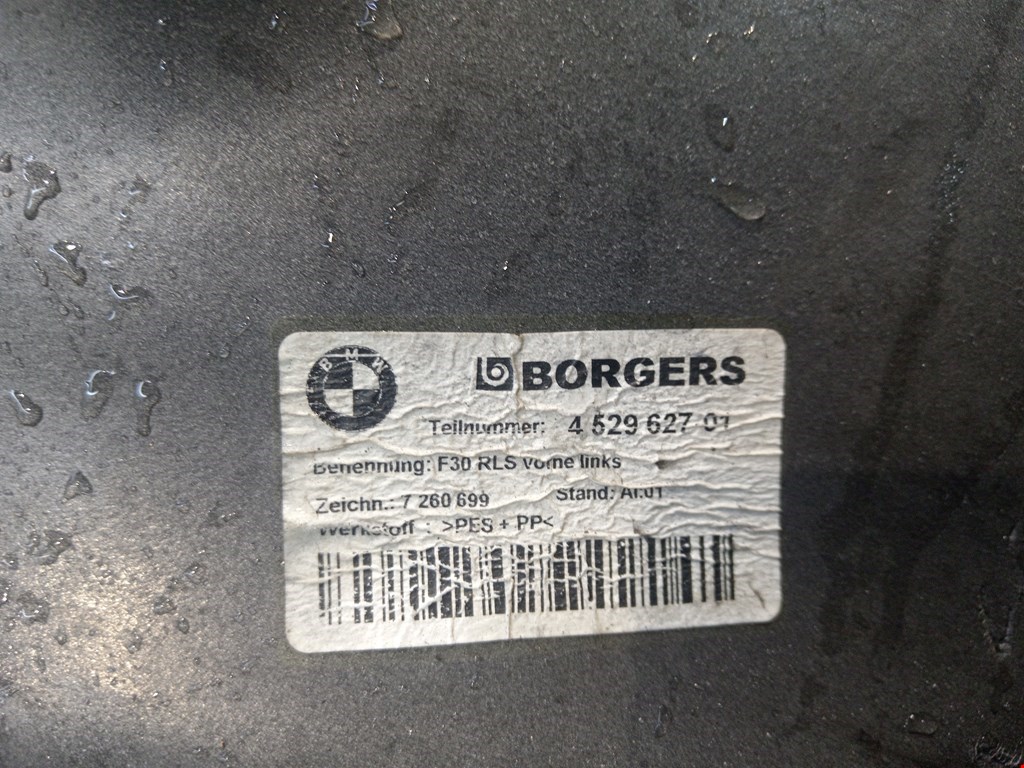 BMW
BORGERS
Teilnummer: 4 529 627 01
Benennung: F30 RLS vorne links
Zeichn.: 7 260 699 Stand: AI:01
Werkstoff : >PES + PP<